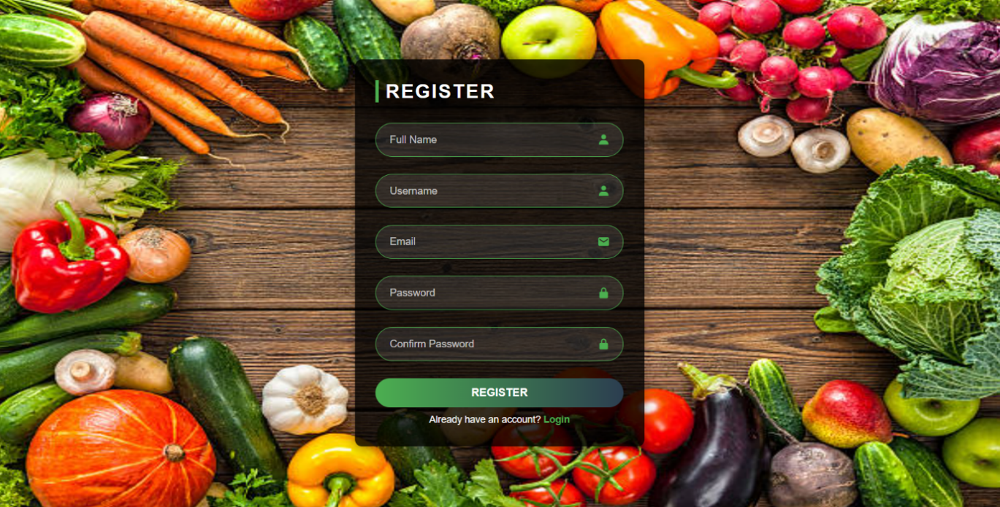 REGISTER
Full Name
Username
Email
Password
Confirm Password
REGISTER
Already have an account? Login